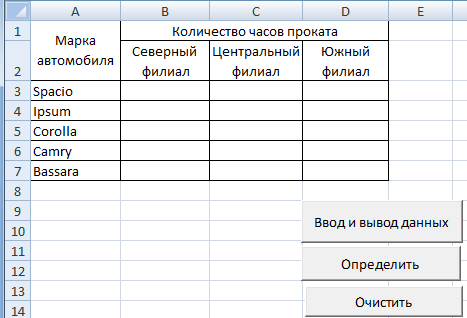 A B C D E
1 Марка автомобиля Количество часов проката
2 Северный филиал Центральный филиал Южный филиал
3 Spacio
4 Ipsum
5 Corolla
6 Camry
7 Bassara
8
9
Ввод и вывод данных
10
11
Определить
12
13
Очистить
14